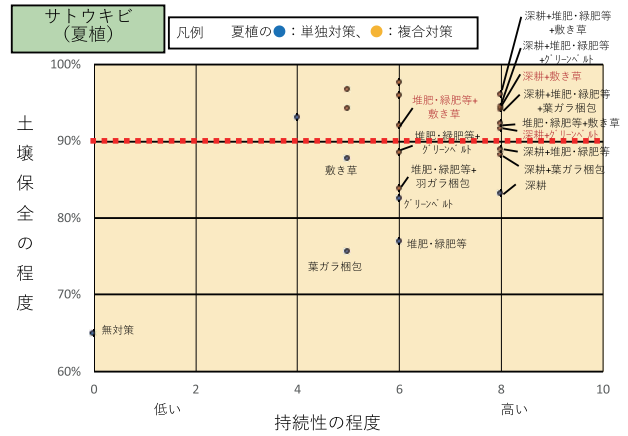 サトウキビ
(夏植)
凡例 夏植の●：単独対策、●：複合対策
深耕+堆肥・緑肥等
+敷き草
深耕+堆肥・緑肥等
+グリーンベルト
深耕+敷き草
深耕+堆肥・緑肥等
+葉ガラ梱包
堆肥・緑肥等+敷き草
深耕+グリーンベルト
深耕+堆肥・緑肥等
深耕+葉ガラ梱包
深耕
堆肥・緑肥等+
敷き草
堆肥・緑肥等+
グリーンベルト
堆肥・緑肥等+
羽ガラ梱包
グリーンベルト
堆肥・緑肥等
敷き草
葉ガラ梱包
無対策
土壌保全の程度
100%
90%
80%
70%
60%
0 2 4 6 8 10
低い 高い
持続性の程度